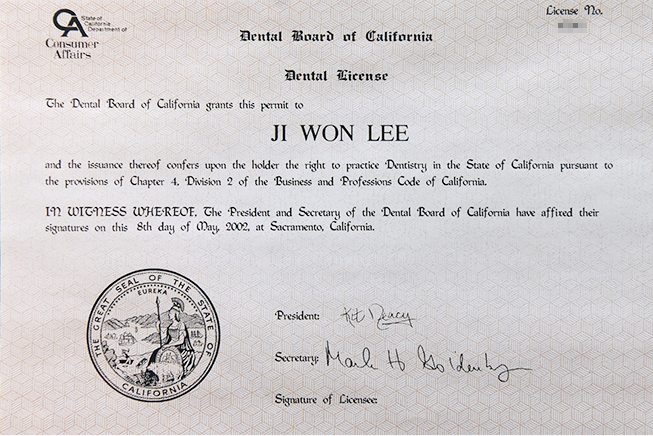 State of
California
Department of
Consumer
Affairs
License No.
Dental Board of California
Dental License
The Dental Board of California grants this permit to
JI WON LEE
and the issuance thereof confers upon the holder the right to practice Dentistry in the State of California pursuant to
the provisions of Chapter 4, Division 2 of the Business and Professions Code of California.
IN WITNESS WHEREOF, The President and Secretary of the Dental Board of California have affixed their
signatures on this 8th day of May, 2002, at Sacramento, California.
THE GREAT SEAL OF THE STATE OF CALIFORNIA
EUREKA
President:
Secretary: Mark H
Signature of Licensee: